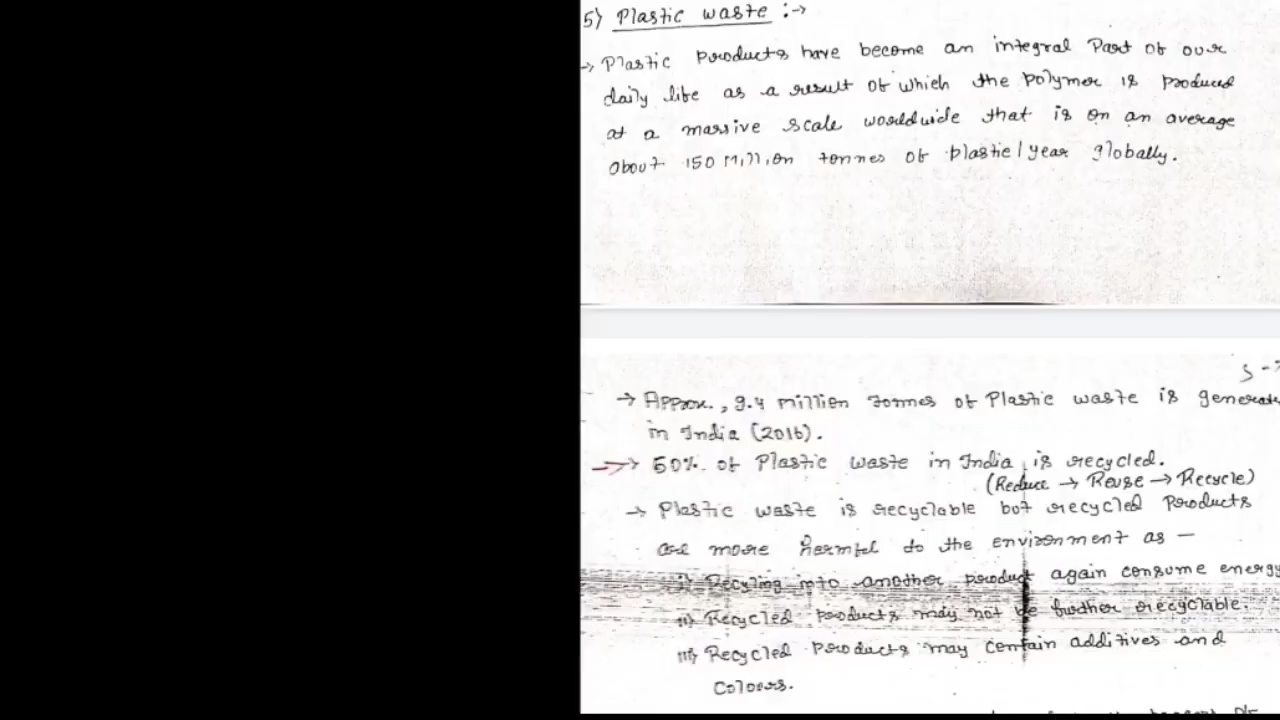 5) Plastic waste :→
→ Plastic Products have become an integral Part of our
daily life as a result of which the polymer is produced
at a massive scale worldwide that is on an average
about 150 Million tonnes of plastic/year globally.
→ Approx., 9.4 million tonnes of Plastic waste is generate
in India (2016).
→ 50% of Plastic waste in India is recycled.
(Reduce → Reuse → Recycle)
→ Plastic waste is recyclable but recycled Products
are more harmful to the environment as —
i) Recyling into another product again consume energy
ii) Recycled products may not be further recyclable.
iii) Recycled Products may contain additives and
Colours.